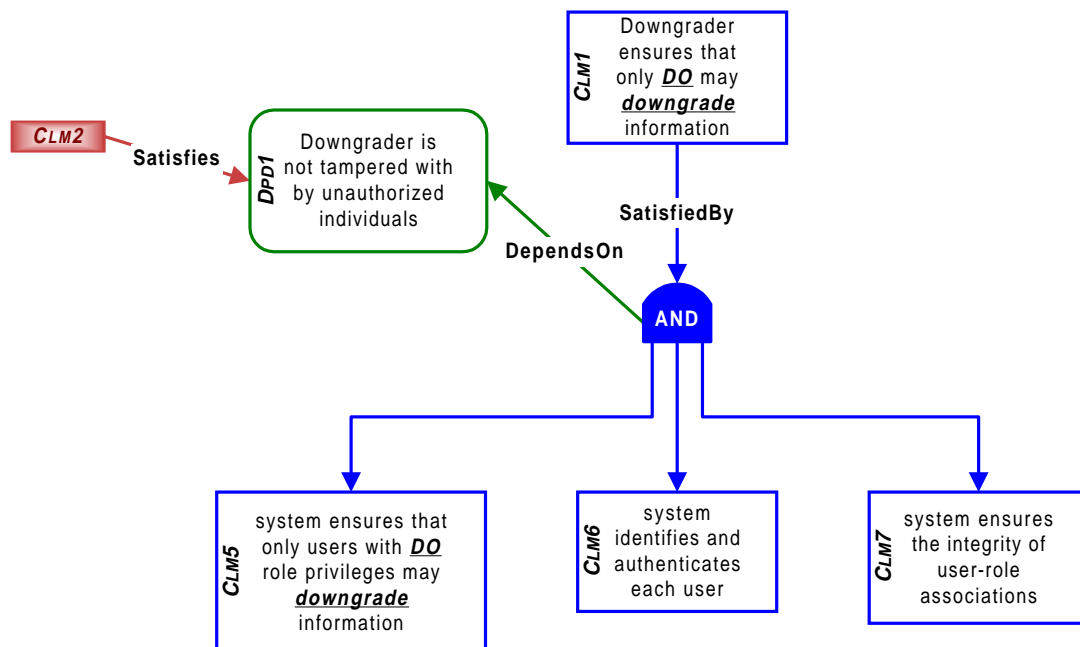 CLM1
Downgrader
ensures that
only DO may
downgrade
information
CLM2
Satisfies
DPD1
Downgrader is
not tampered with
by unauthorized
individuals
SatisfiedBy
DependsOn
AND
CLM5
system ensures that
only users with DO
role privileges may
downgrade
information
CLM6
system
identifies and
authenticates
each user
CLM7
system ensures
the integrity of
user-role
associations